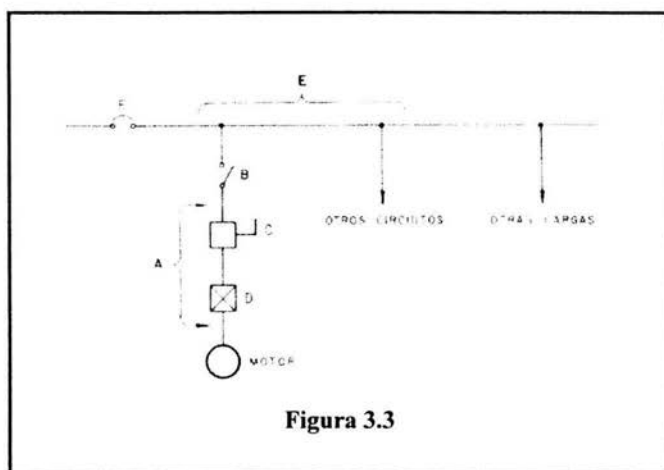 E
F
B
C
OTROS CIRCUITOS
OTRAS CARGAS
A
D
MOTOR
Figura 3.3